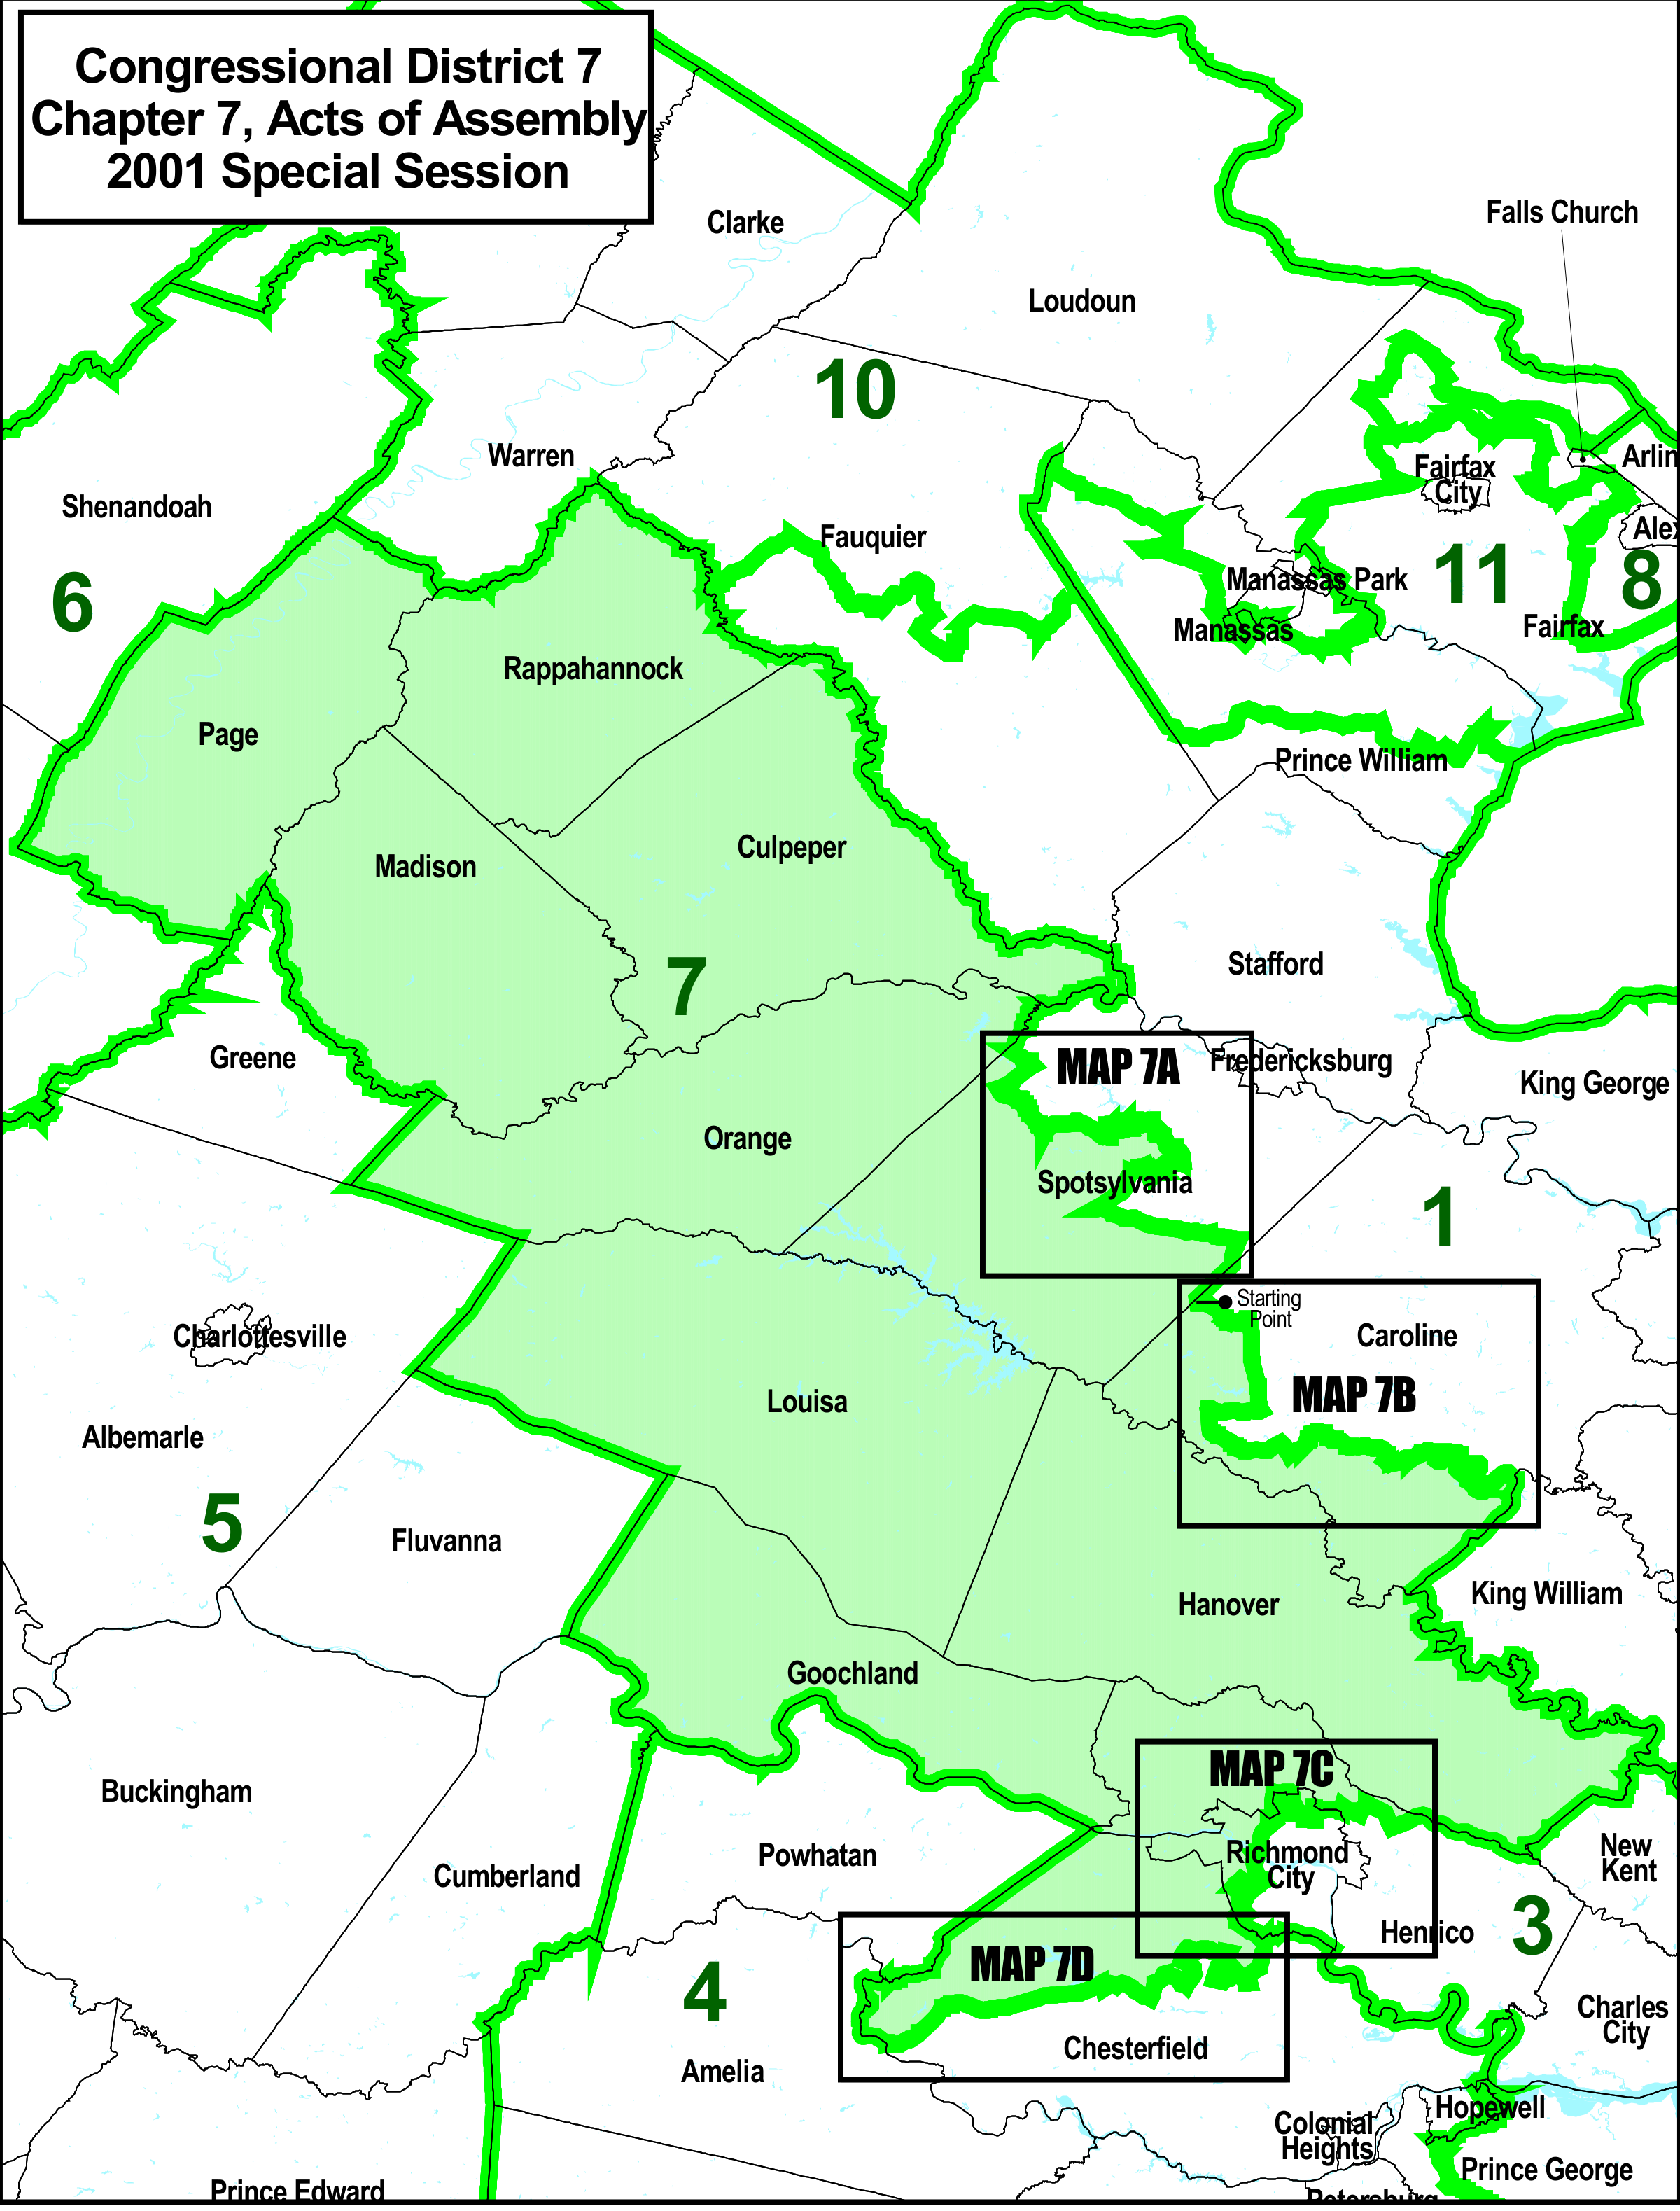 Congressional District 7
Chapter 7, Acts of Assembly
2001 Special Session
Clarke
Falls Church
Loudoun
10
Warren
Arlin
Fairfax
City
Shenandoah
Fauquier
Alex
6
11
8
Manassas Park
Manassas
Fairfax
Rappahannock
Page
Prince William
Culpeper
Madison
7
Stafford
Greene
MAP 7A
Fredericksburg
King George
Orange
Spotsylvania
1
Starting
Point
Charlottesville
Caroline
Louisa
MAP 7B
Albemarle
5
Fluvanna
Hanover
King William
Goochland
MAP 7C
Buckingham
Powhatan
Richmond
City
New
Kent
Cumberland
3
Henrico
MAP 7D
4
Charles
City
Chesterfield
Amelia
Hopewell
Colonial
Heights
Prince George
Prince Edward
Petersburg